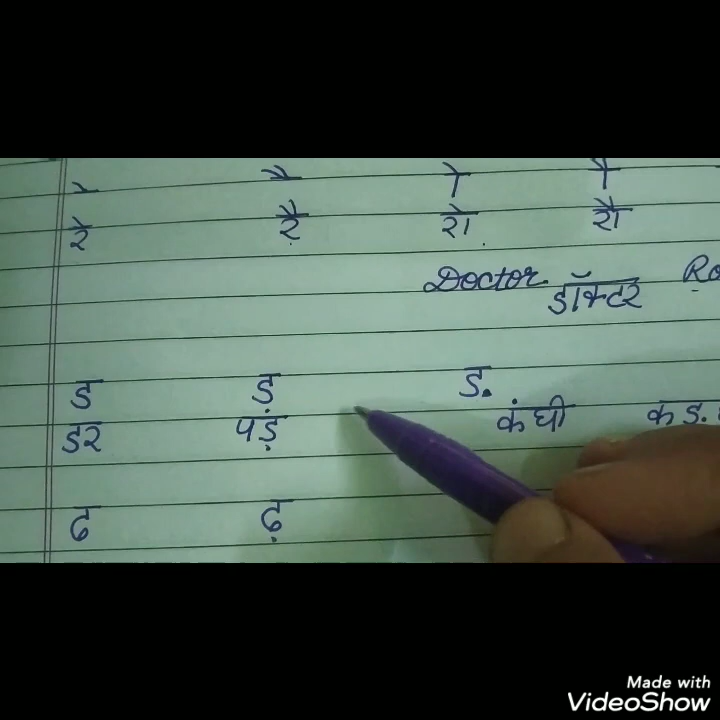 रे रै रो रौ
Doctor डॉक्टर
ड ड़ ङ
डर पड़ कंघी
ढ ढ़
Made with
VideoShow